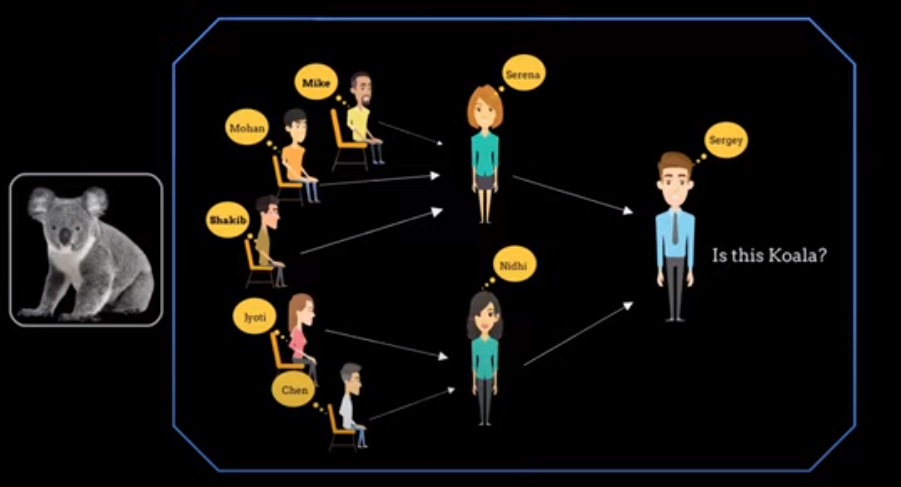 Mike
Serena
Mohan
Sergey
Shakib
Is this Koala?
Nidhi
Jyoti
Chen